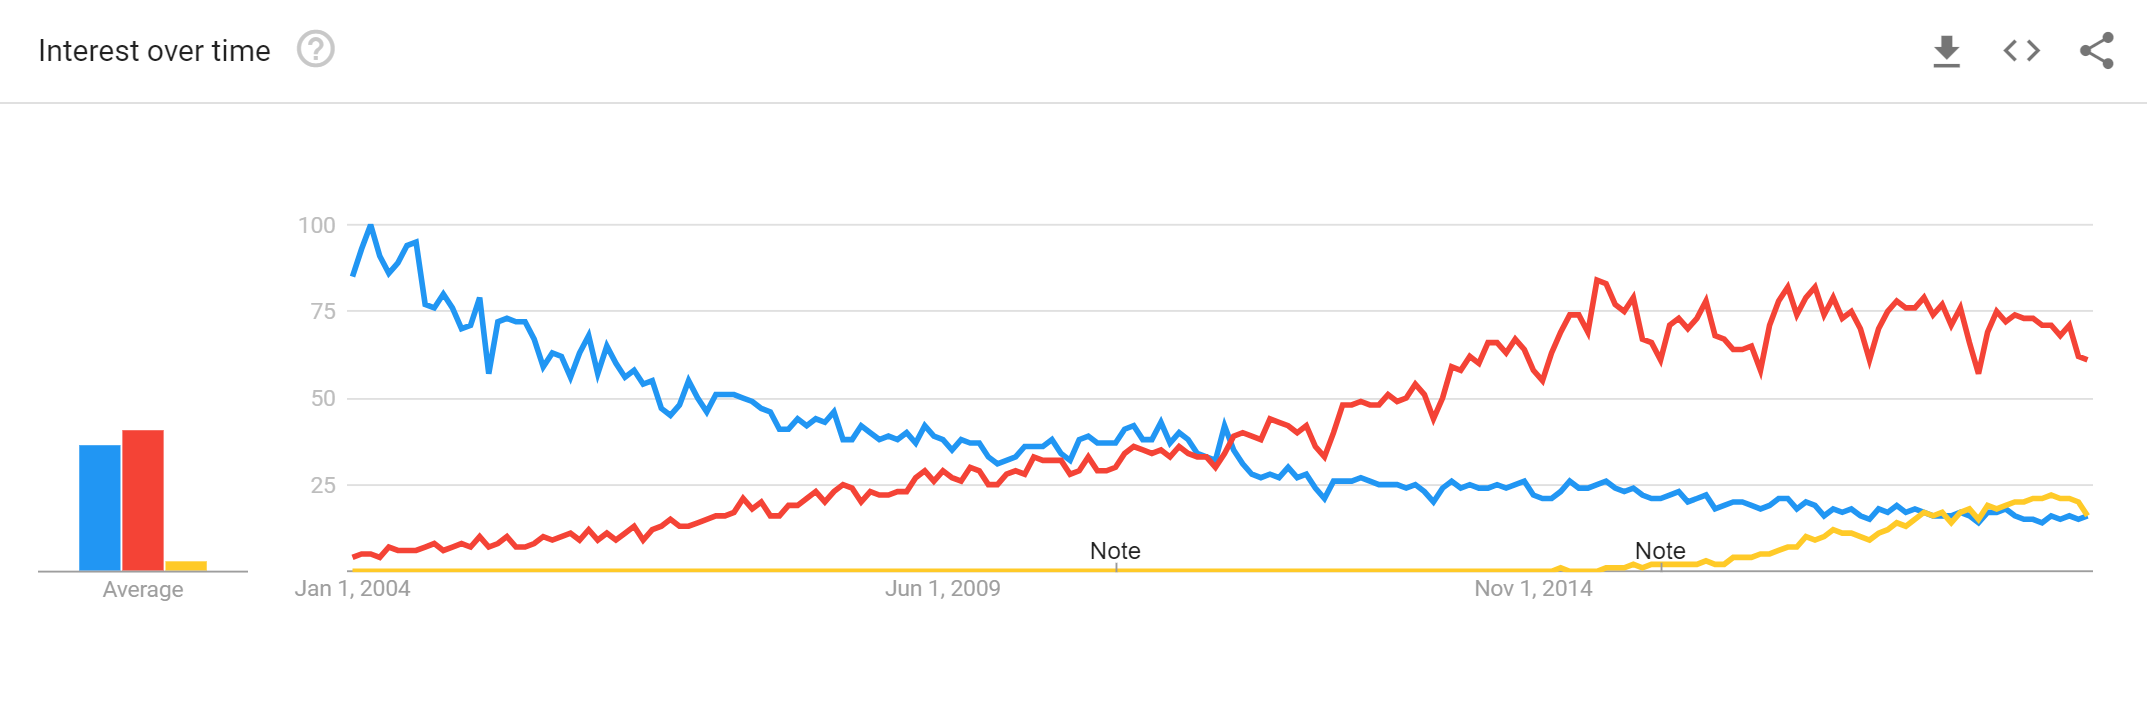 Interest over time
100
75
50
25
Note
Note
Average
Jan 1, 2004
Jun 1, 2009
Nov 1, 2014